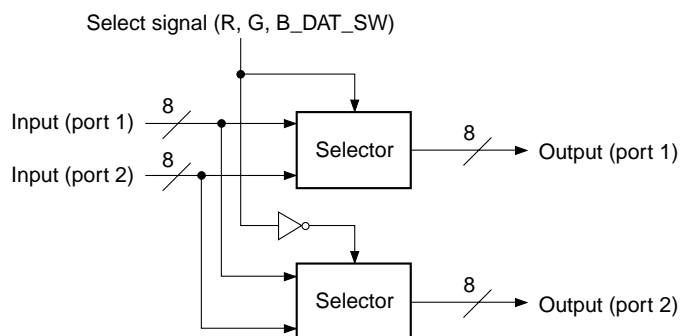 Select signal (R, G, B_DAT_SW)
8
Input (port 1)
8
Selector
Output (port 1)
8
Input (port 2)
8
Selector
Output (port 2)